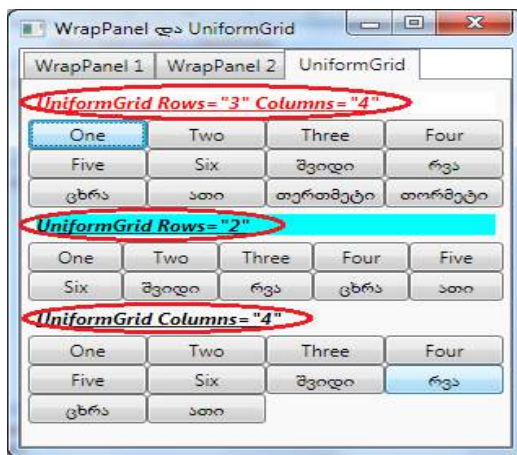 WrapPanel და UniformGrid
WrapPanel 1 WrapPanel 2 UniformGrid
UniformGrid Rows="3" Columns="4"
One Two Three Four
Five Six შვიდი რვა
ცხრა ათი თერთმეტი თორმეტი
UniformGrid Rows="2"
One Two Three Four Five
Six შვიდი რვა ცხრა ათი
UniformGrid Columns="4"
One Two Three Four
Five Six შვიდი რვა
ცხრა ათი